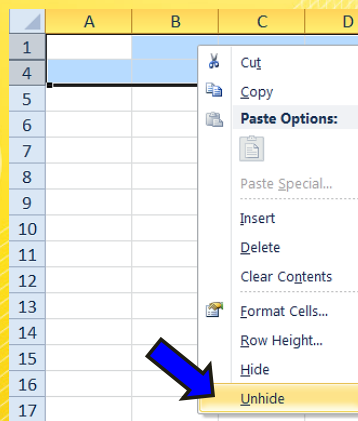 A B C D
1
4
5
6
7
8
9
10
11
12
13
14
15
16
17
Cut
Copy
Paste Options:
Paste Special...
Insert
Delete
Clear Contents
Format Cells...
Row Height...
Hide
Unhide